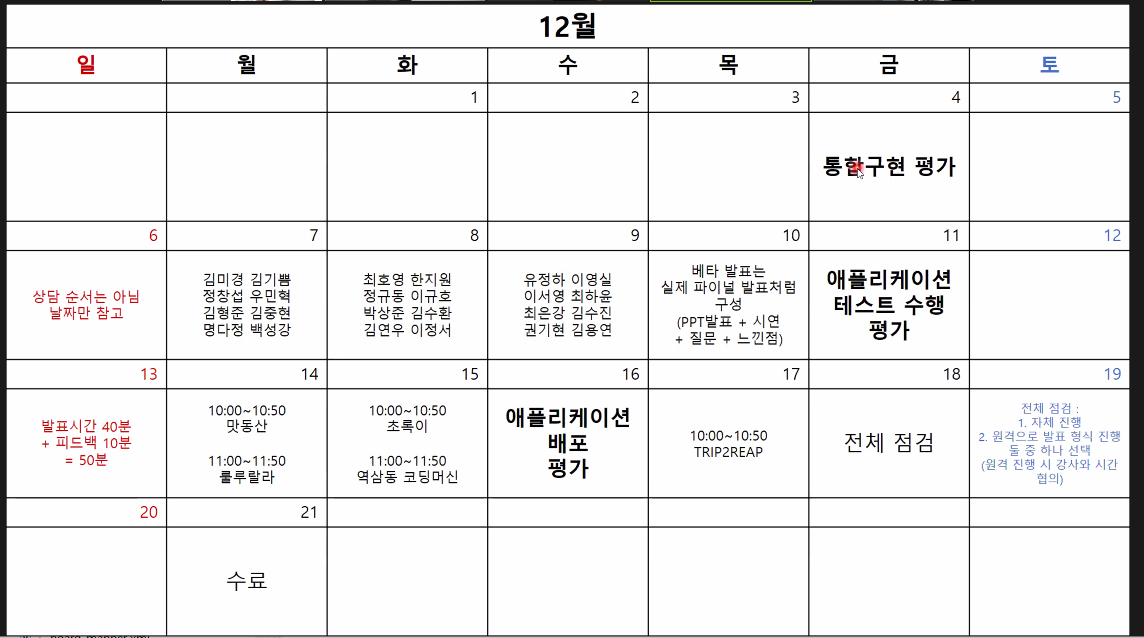 12월
일 월 화 수 목 금 토
1 2 3 4 5
통합구현 평가
6 7 8 9 10 11 12
상담 순서는 아님
날짜만 참고
김미경 김기쁨
정창섭 우민혁
김형준 김중현
명다정 백성강
최호영 한지원
정규동 이규호
박상준 김수환
김연우 이정서
유정하 이영실
이서영 최하윤
최은강 김수진
권기현 김용연
베타 발표는
실제 파이널 발표처럼
구성
(PPT발표 + 시연
+ 질문 + 느낀점)
애플리케이션
테스트 수행
평가
13 14 15 16 17 18 19
발표시간 40분
+ 피드백 10분
= 50분
10:00~10:50
맛동산
11:00~11:50
룰루랄라
10:00~10:50
초록이
11:00~11:50
역삼동 코딩머신
애플리케이션
배포
평가
10:00~10:50
TRIP2REAP
전체 점검
전체 점검 :
1. 자체 진행
2. 원격으로 발표 형식 진행
둘 중 하나 선택
(원격 진행 시 강사와 시간
협의)
20 21
수료